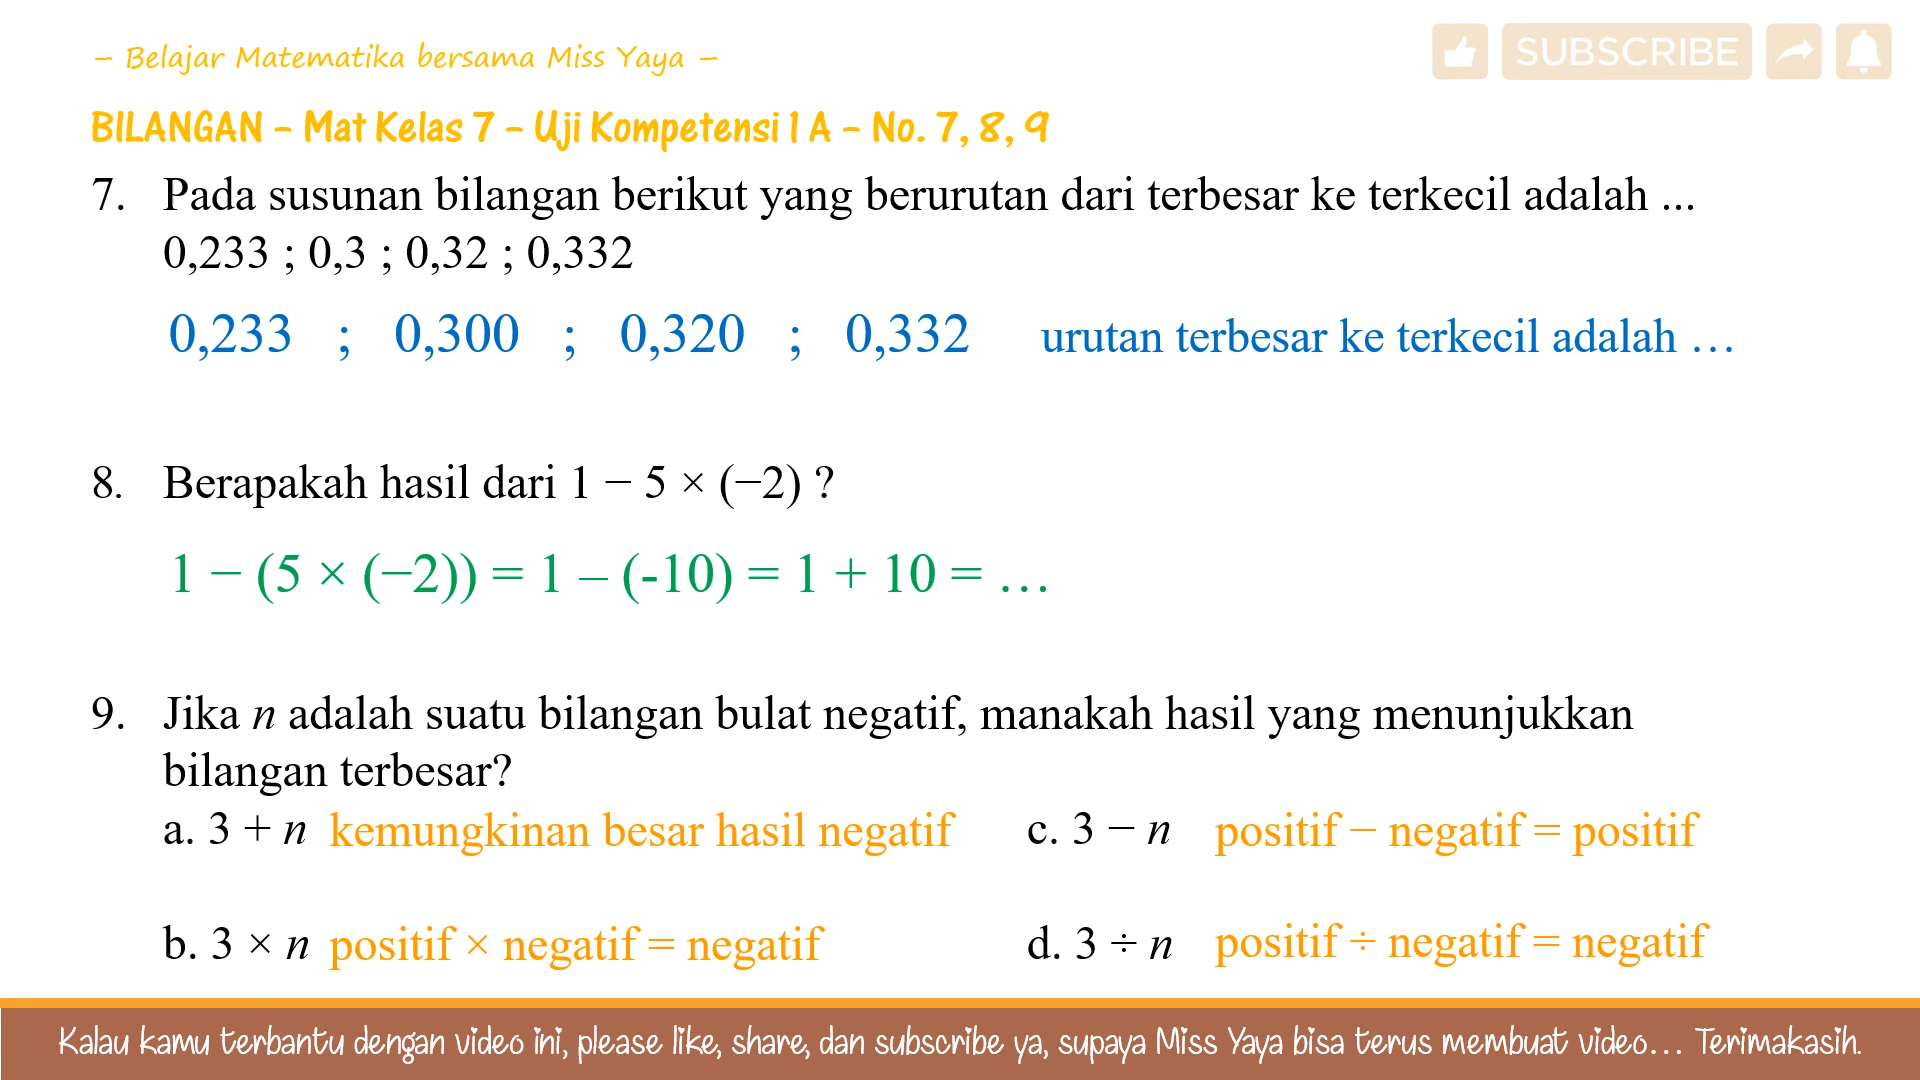 – Belajar Matematika bersama Miss Yaya –
SUBSCRIBE
BILANGAN – Mat Kelas 7 – Uji Kompetensi 1 A – No. 7, 8, 9
7. Pada susunan bilangan berikut yang berurutan dari terbesar ke terkecil adalah ...
0,233 ; 0,3 ; 0,32 ; 0,332
0,233 ; 0,300 ; 0,320 ; 0,332 urutan terbesar ke terkecil adalah …
8. Berapakah hasil dari 1 − 5 × (−2) ?
1 − (5 × (−2)) = 1 – (-10) = 1 + 10 = …
9. Jika n adalah suatu bilangan bulat negatif, manakah hasil yang menunjukkan
bilangan terbesar?
a. 3 + n kemungkinan besar hasil negatif c. 3 − n positif − negatif = positif
b. 3 × n positif × negatif = negatif d. 3 ÷ n positif ÷ negatif = negatif
Kalau kamu terbantu dengan video ini, please like, share, dan subscribe ya, supaya Miss Yaya bisa terus membuat video… Terimakasih.